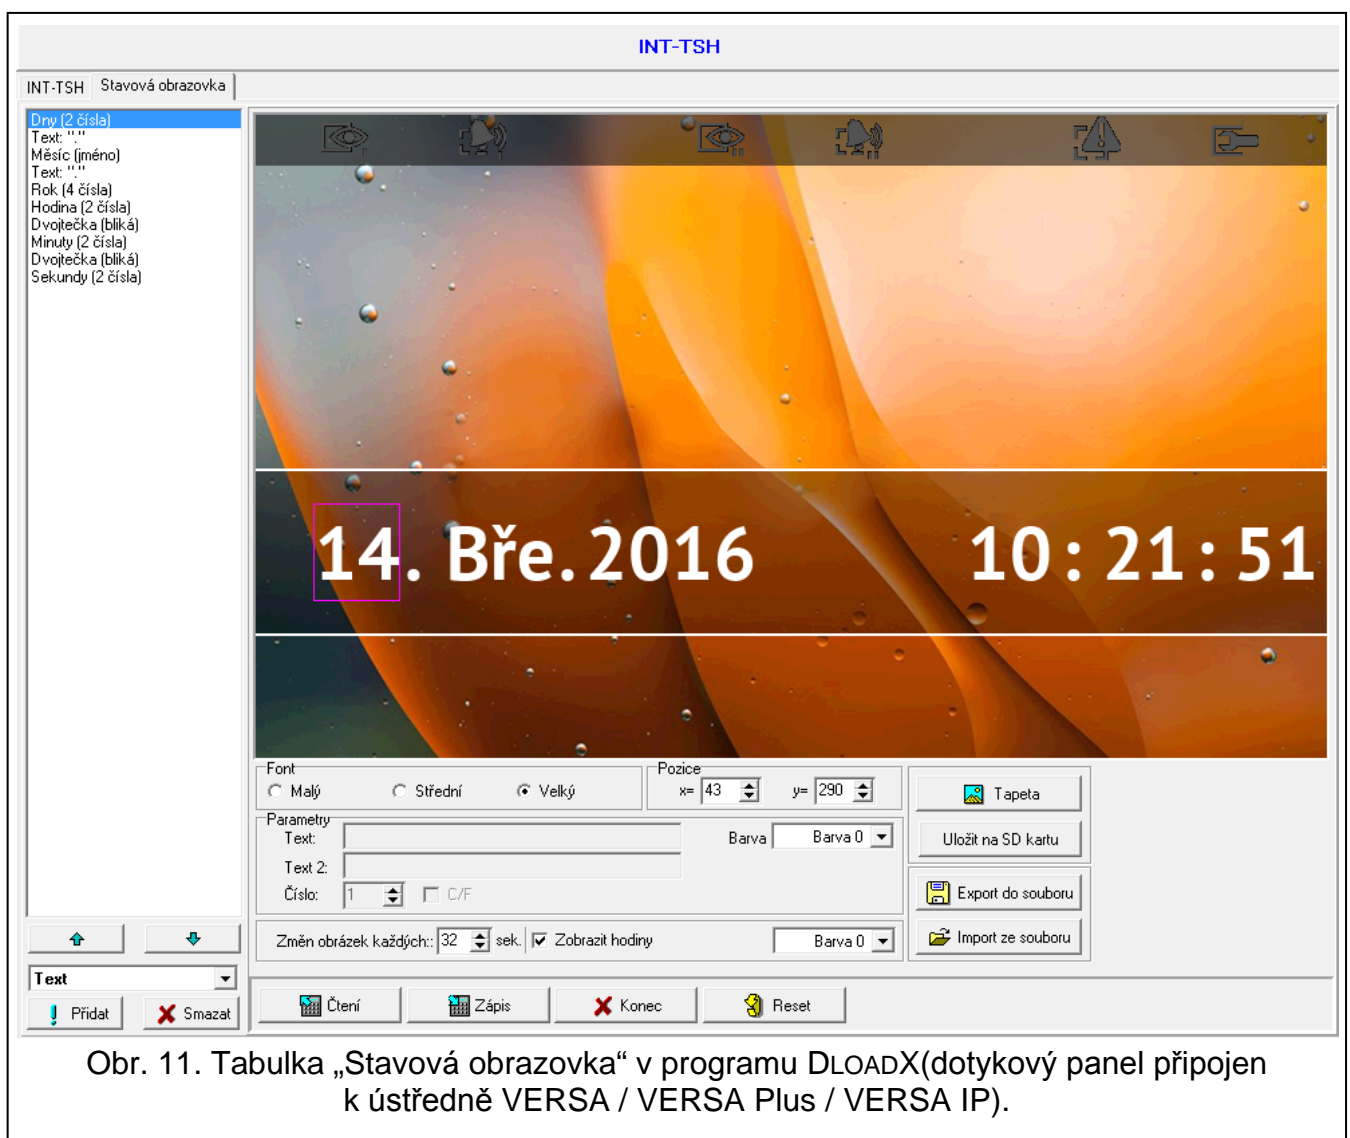 INT-TSH
INT-TSH Stavová obrazovka
Dny (2 čísla)
Text: "."
Měsíc (jméno)
Text: "."
Rok (4 čísla)
Hodina (2 čísla)
Dvojtečka (bliká)
Minuty (2 čísla)
Dvojtečka (bliká)
Sekundy (2 čísla)
14. Bře. 2016 10:21:51
Font
Malý Střední Velký
Pozice
x= 43 y= 290
Tapeta
Parametry
Text:
Barva Barva 0
Uložit na SD kartu
Text 2:
Číslo: 1 C/F
Export do souboru
Změn obrázek každých:: 32 sek. Zobrazit hodiny Barva 0
Import ze souboru
Text
Přidat Smazat
Čtení Zápis Konec Reset
Obr. 11. Tabulka „Stavová obrazovka“ v programu DLOADX(dotykový panel připojen
k ústředně VERSA / VERSA Plus / VERSA IP).